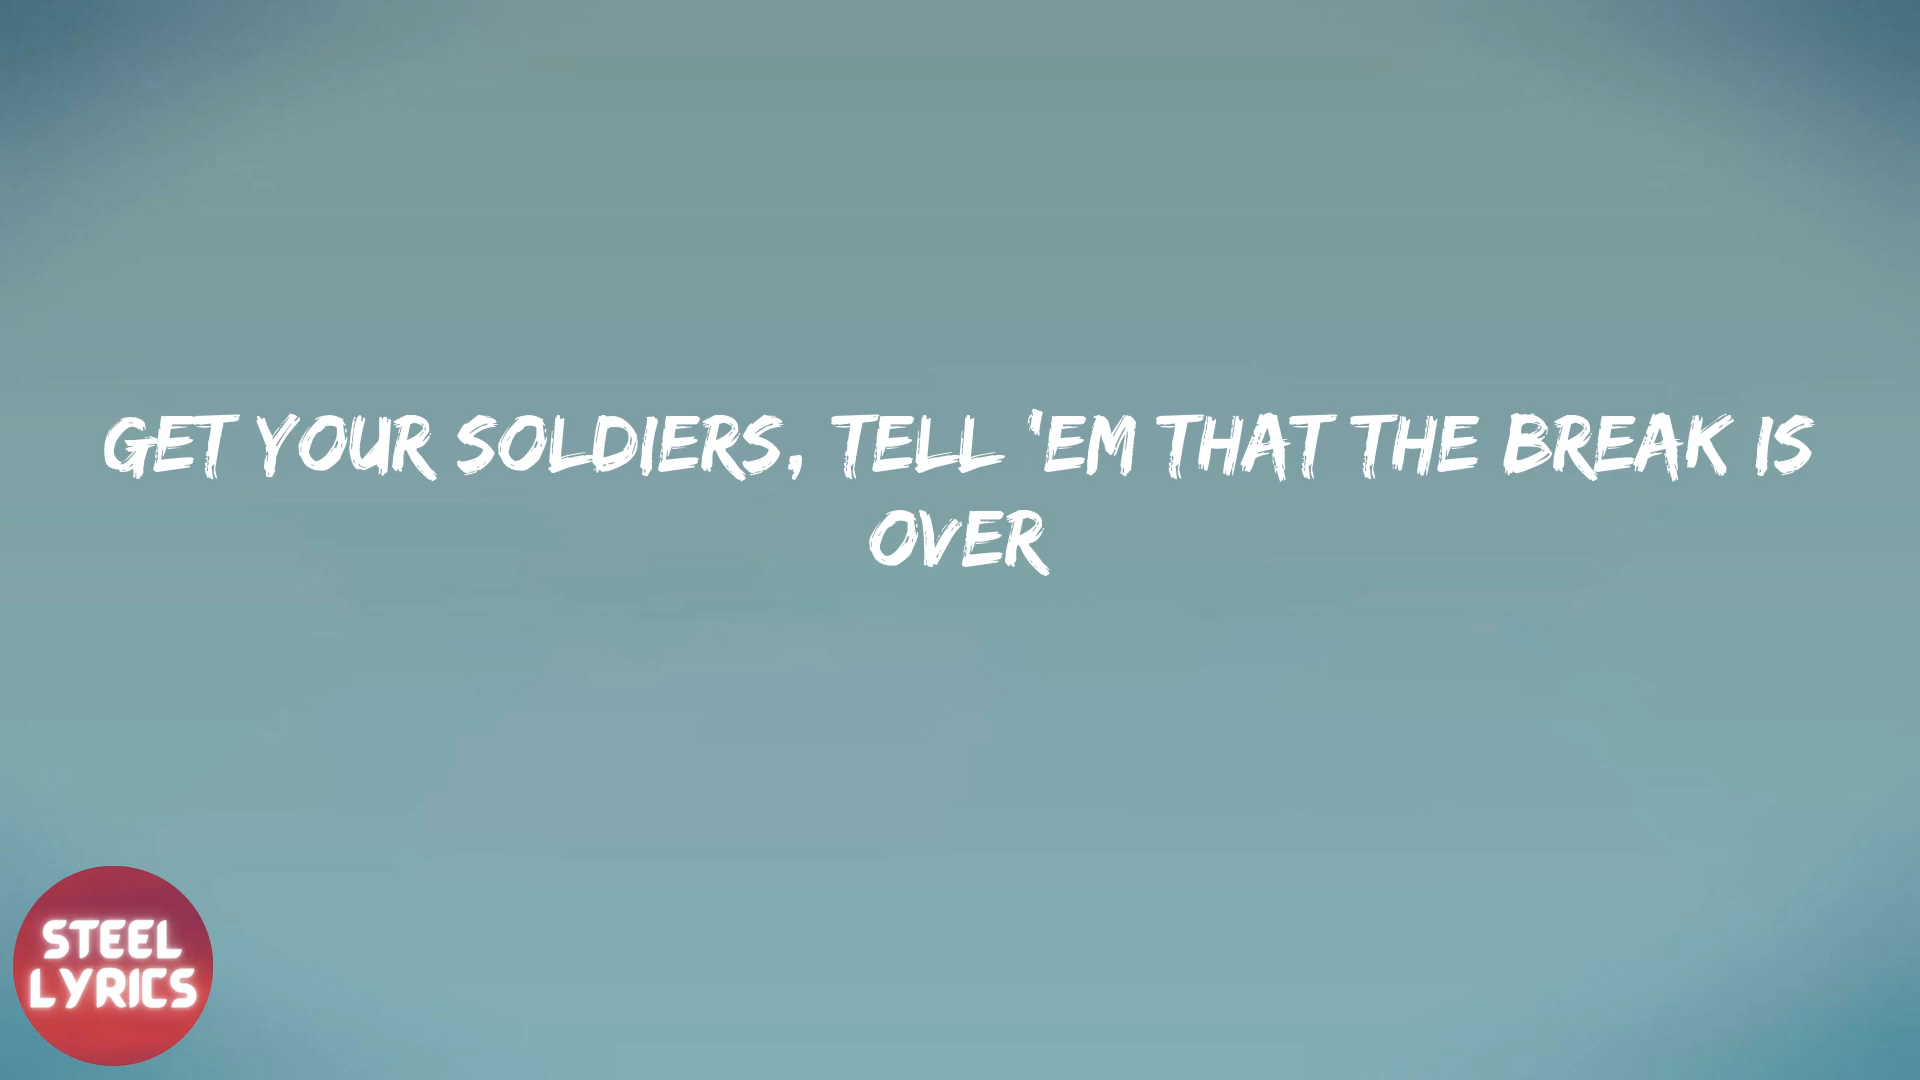 GET YOUR SOLDIERS, TELL 'EM THAT THE BREAK IS
OVER
STEEL
LYRICS